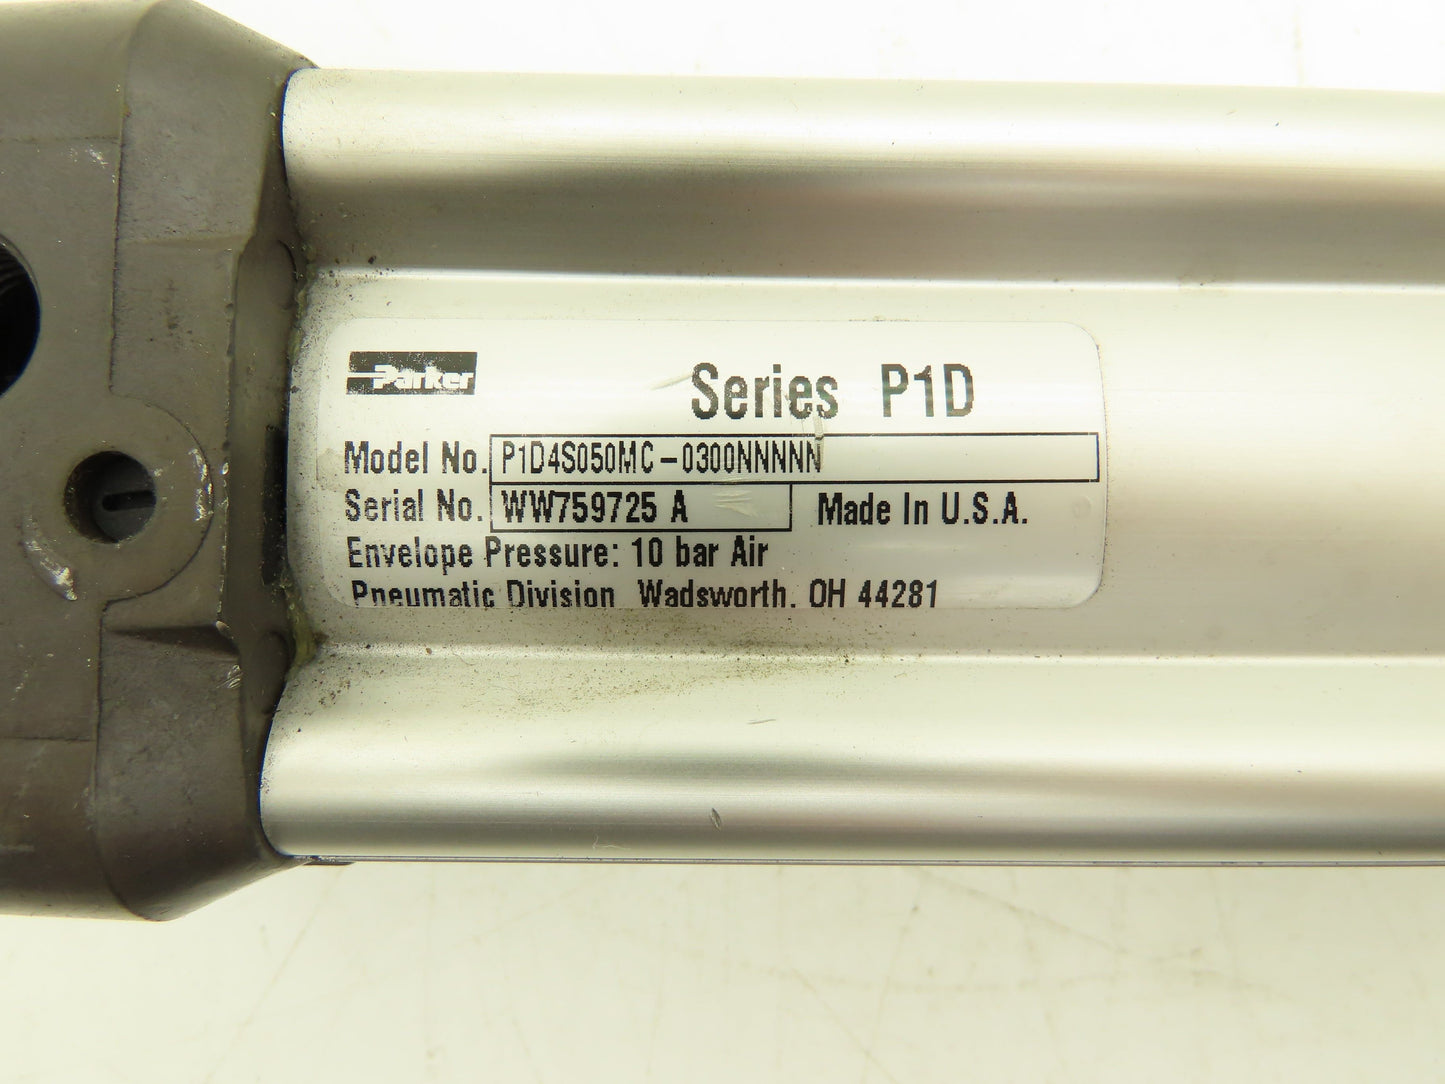 Parker
Series P1D
Model No. P1D4S050MC-0300NNNNN
Serial No. WW759725 A Made In U.S.A.
Envelope Pressure: 10 bar Air
Pneumatic Division Wadsworth, OH 44281